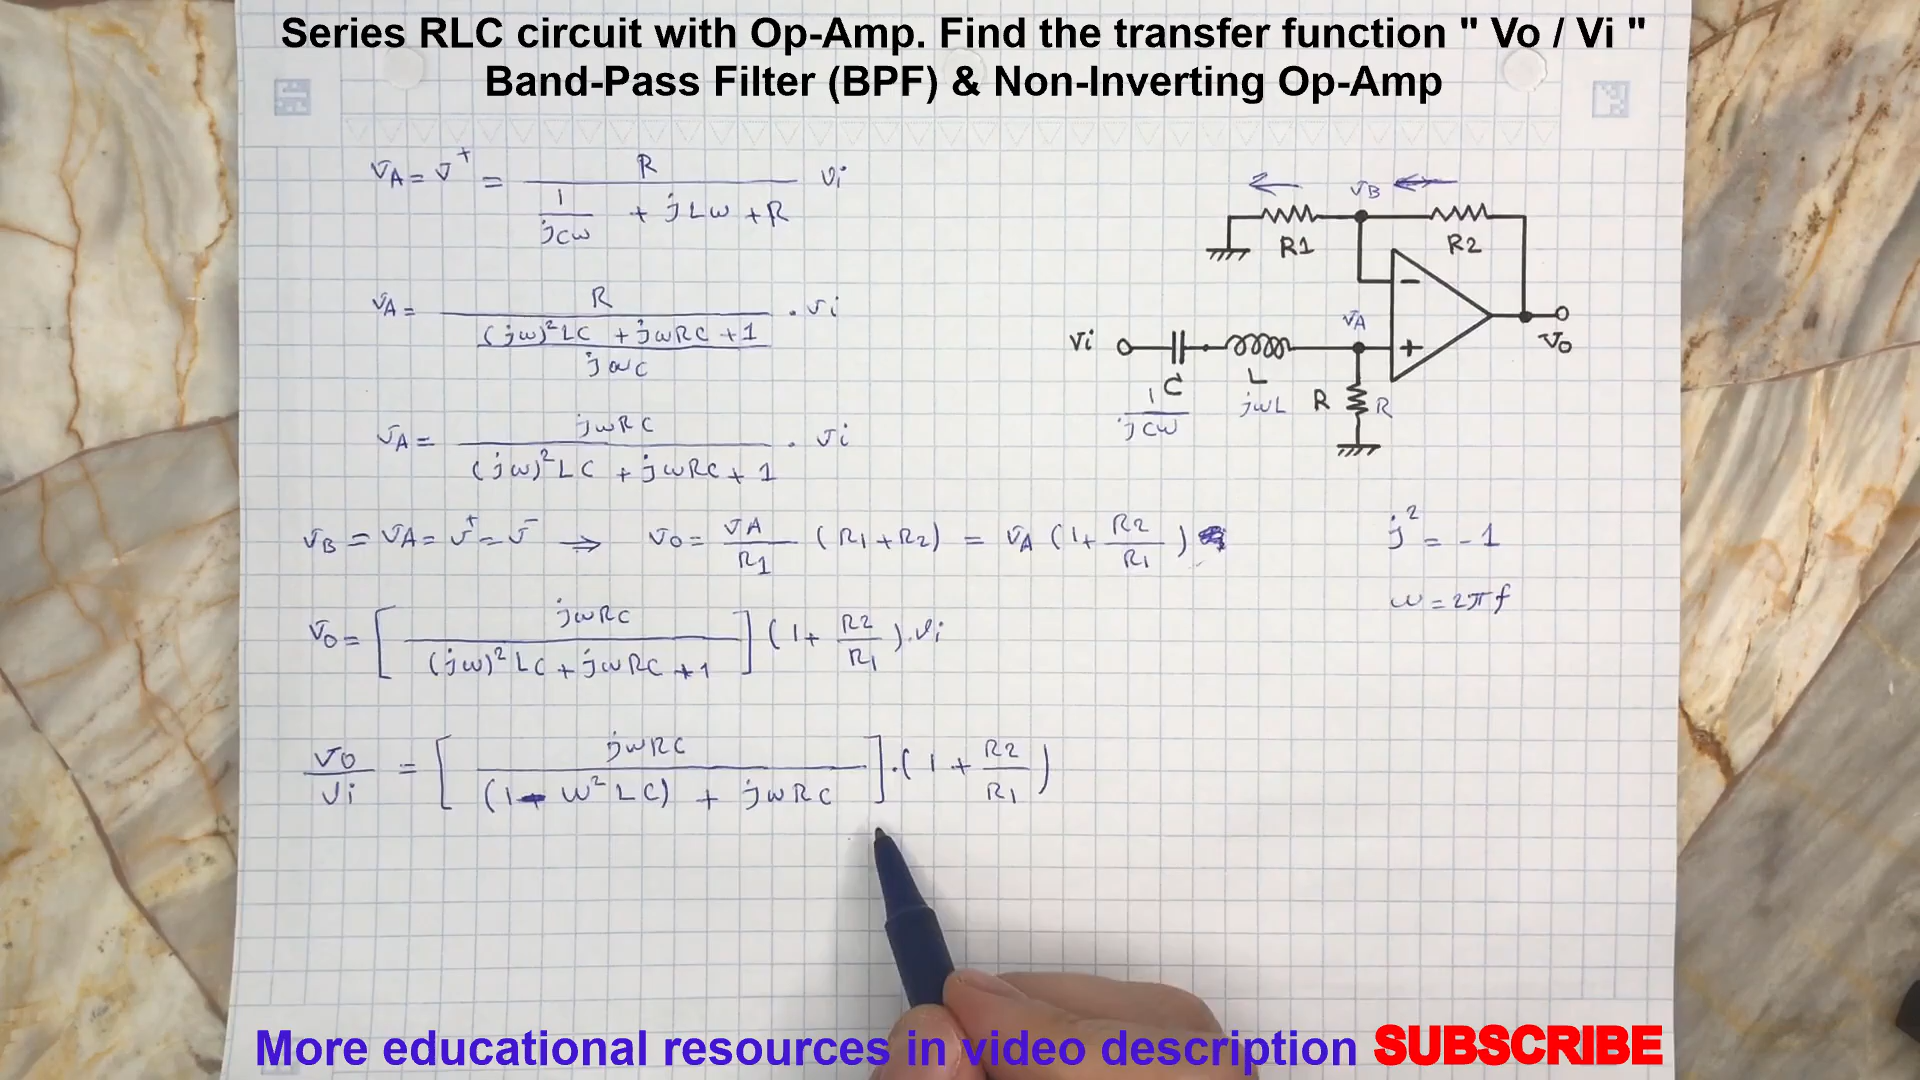 Series RLC circuit with Op-Amp. Find the transfer function " Vo / Vi "
Band-Pass Filter (BPF) & Non-Inverting Op-Amp
VA = V⁺ = R / (1/jCω + jLω + R) Vi
VA = R / (((jω)²LC + jωRC + 1) / jωC) . Vi
VA = jωRC / ((jω)²LC + jωRC + 1) . Vi
VB = VA = V⁺ = V⁻ ⇒ Vo = VA/R1 (R1 + R2) = VA (1 + R2/R1)
Vo = [ jωRC / ((jω)²LC + jωRC + 1) ] (1 + R2/R1) . Vi
Vo/Vi = [ jωRC / ((1 - ω²LC) + jωRC) ] . (1 + R2/R1)
VB
R1
R2
-
VA
Vi
+
Vo
C
L
R
R
1/jCω
jωL
j² = -1
ω = 2πf
More educational resources in video description SUBSCRIBE